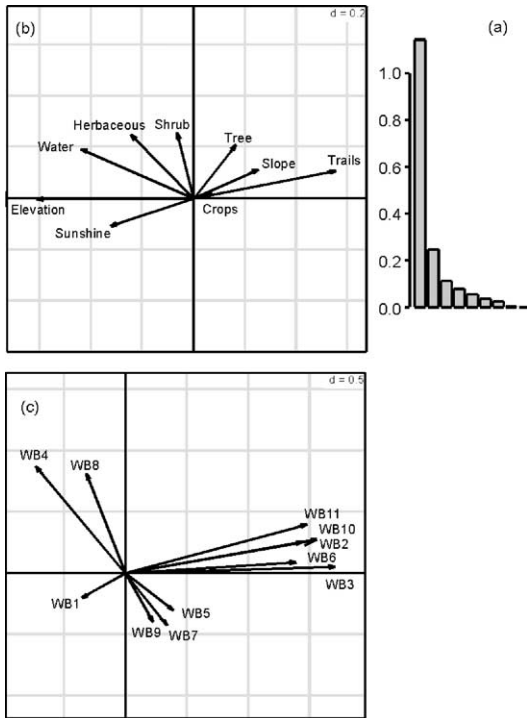 (b)
d = 0.2
(a)
Herbaceous
Shrub
Water
Tree
Slope
Trails
Elevation
Crops
Sunshine
1.0
0.8
0.6
0.4
0.2
0.0
(c)
d = 0.5
WB4
WB8
WB11
WB10
WB2
WB6
WB3
WB1
WB5
WB9
WB7